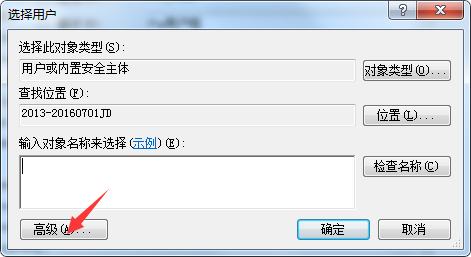 选择用户
选择此对象类型(S):
用户或内置安全主体
对象类型(O)...
查找位置(F):
2013-20160701JD
位置(L)...
输入对象名称来选择(示例)(E):
检查名称(C)
高级(A)...
确定
取消